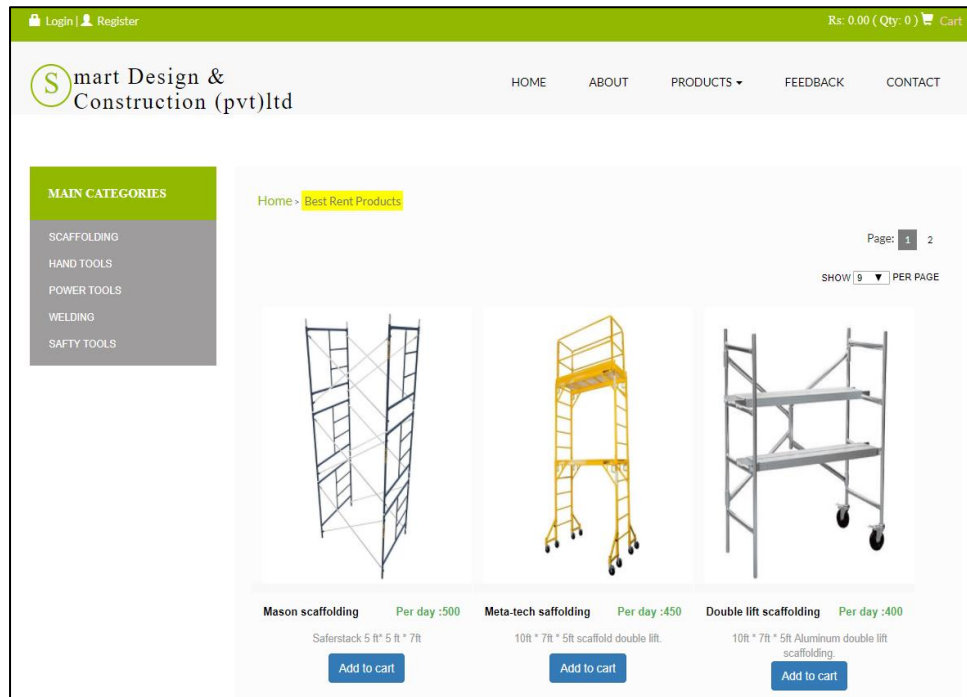 Login | Register
Rs: 0.00 ( Qty: 0 ) Cart
S mart Design &
Construction (pvt)ltd
HOME ABOUT PRODUCTS FEEDBACK CONTACT
MAIN CATEGORIES
SCAFFOLDING
HAND TOOLS
POWER TOOLS
WELDING
SAFTY TOOLS
Home > Best Rent Products
Page: 1 2
SHOW 9 PER PAGE
Mason scaffolding Per day :500
Saferstack 5 ft* 5 ft * 7ft
Add to cart
Meta-tech saffolding Per day :450
10ft * 7ft * 5ft scaffold double lift.
Add to cart
Double lift scaffolding Per day :400
10ft * 7ft * 5ft Aluminum double lift
scaffolding.
Add to cart